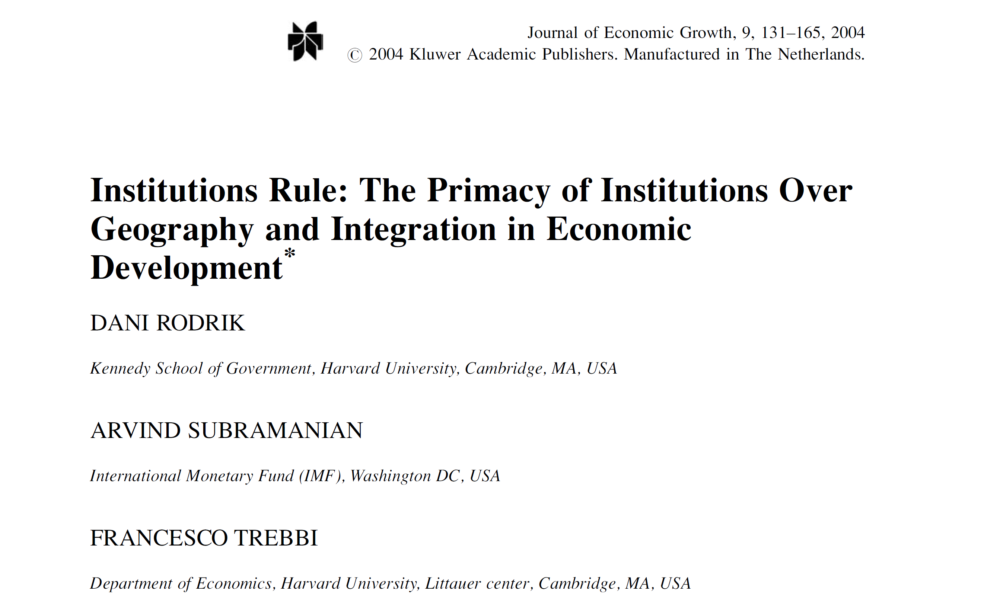 Journal of Economic Growth, 9, 131–165, 2004
© 2004 Kluwer Academic Publishers. Manufactured in The Netherlands.
Institutions Rule: The Primacy of Institutions Over
Geography and Integration in Economic
Development*
DANI RODRIK
Kennedy School of Government, Harvard University, Cambridge, MA, USA
ARVIND SUBRAMANIAN
International Monetary Fund (IMF), Washington DC, USA
FRANCESCO TREBBI
Department of Economics, Harvard University, Littauer center, Cambridge, MA, USA